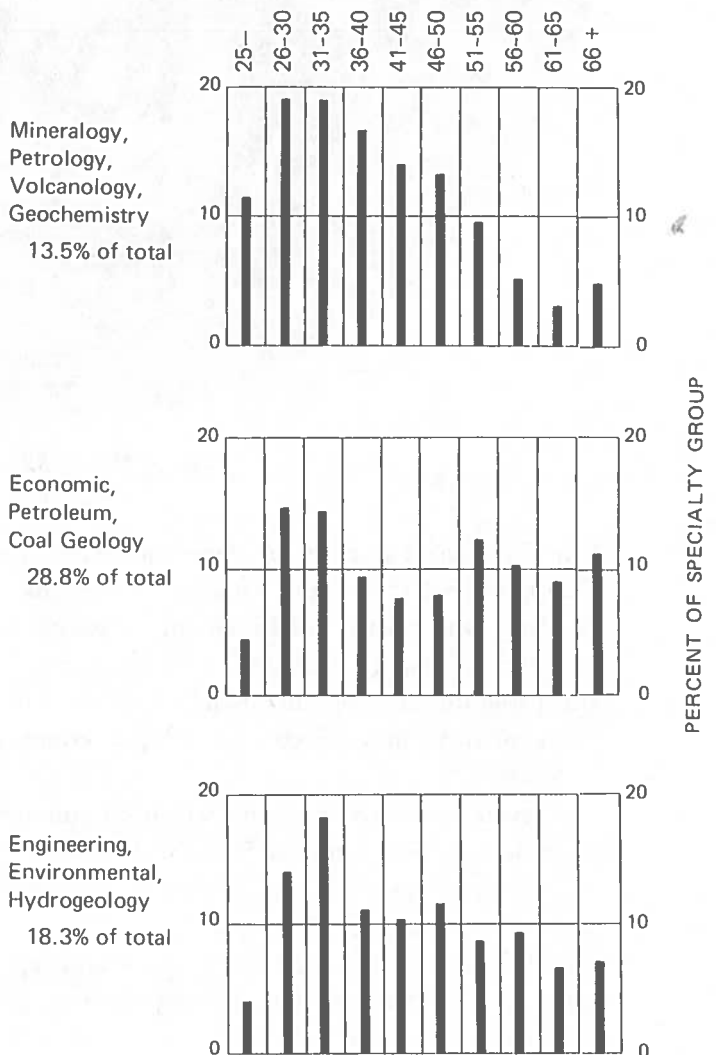 25–
26-30
31-35
36-40
41-45
46-50
51-55
56-60
61-65
66 +
20
20
Mineralogy,
Petrology,
Volcanology,
Geochemistry
13.5% of total
10
10
0
0
PERCENT OF SPECIALTY GROUP
20
20
Economic,
Petroleum,
Coal Geology
28.8% of total
10
10
0
0
20
20
Engineering,
Environmental,
Hydrogeology
18.3% of total
10
10
0
0